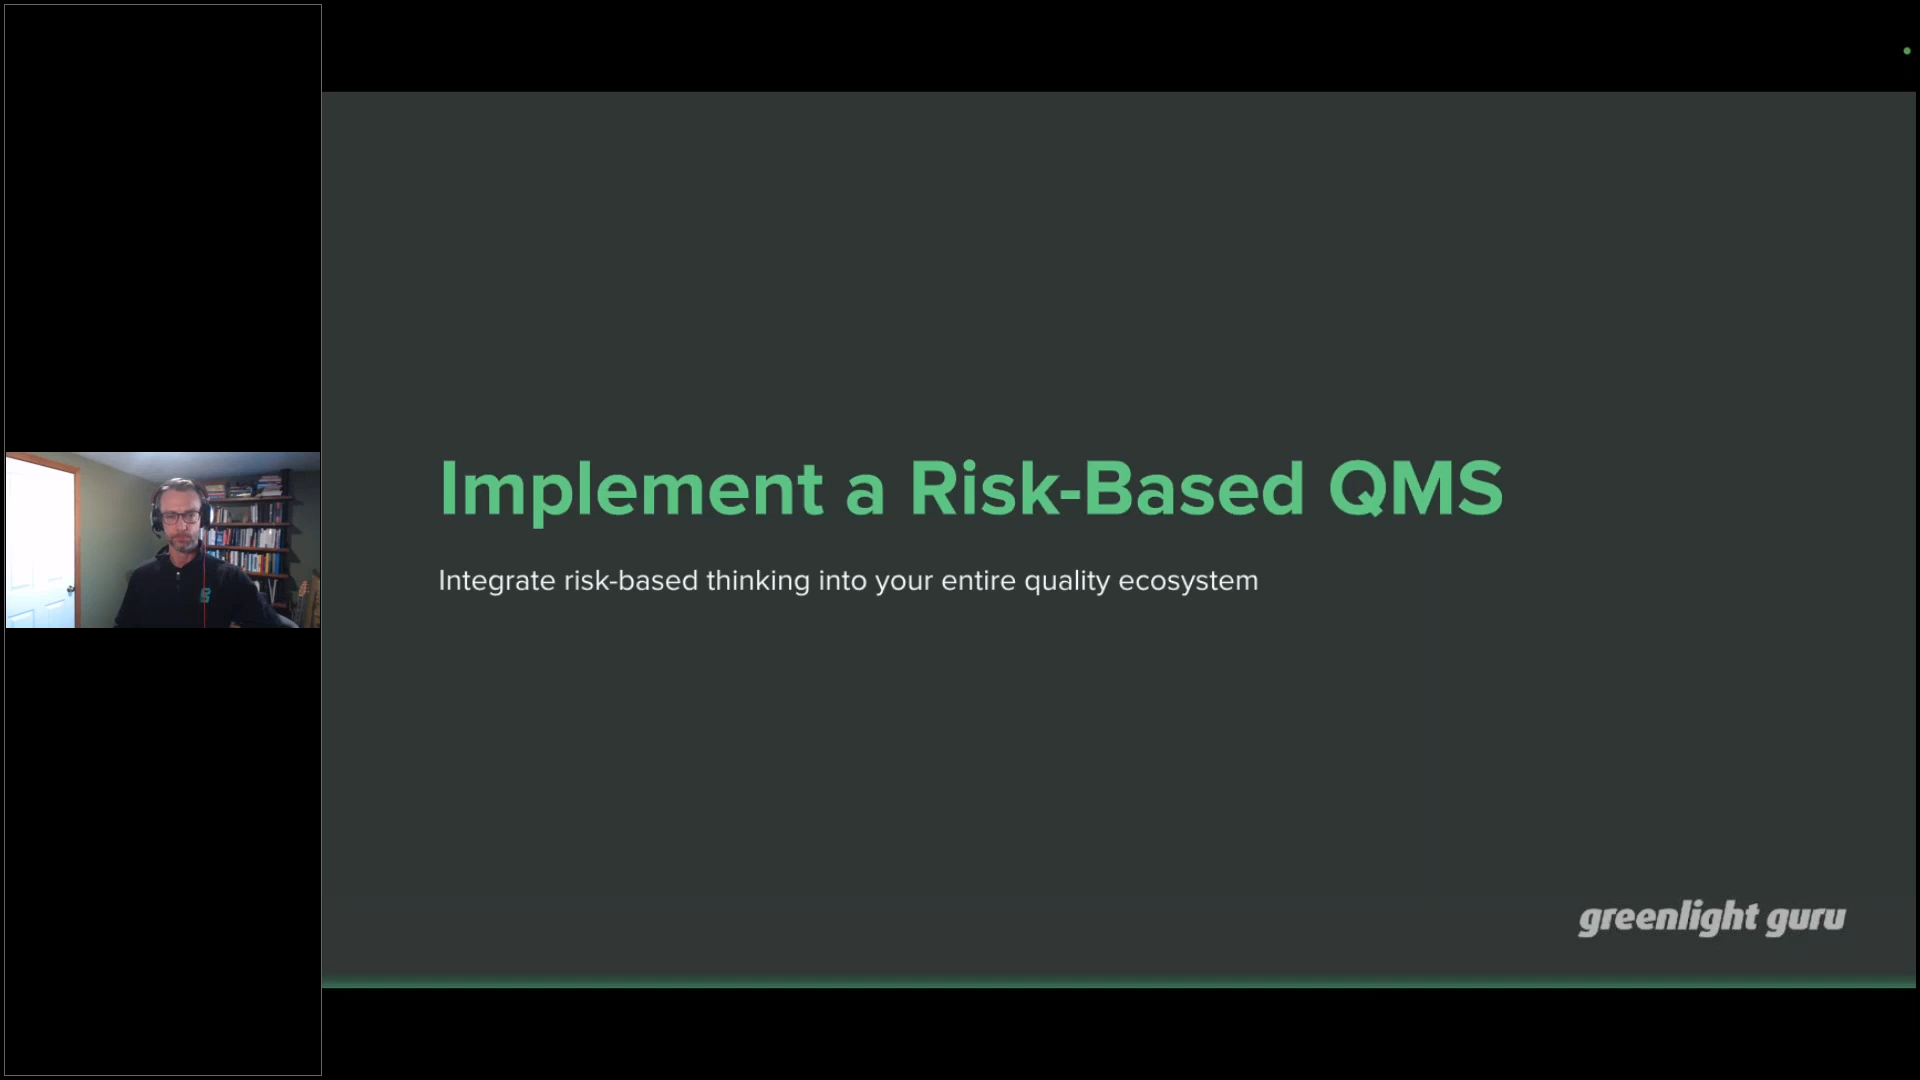 Implement a Risk-Based QMS
Integrate risk-based thinking into your entire quality ecosystem
greenlight guru